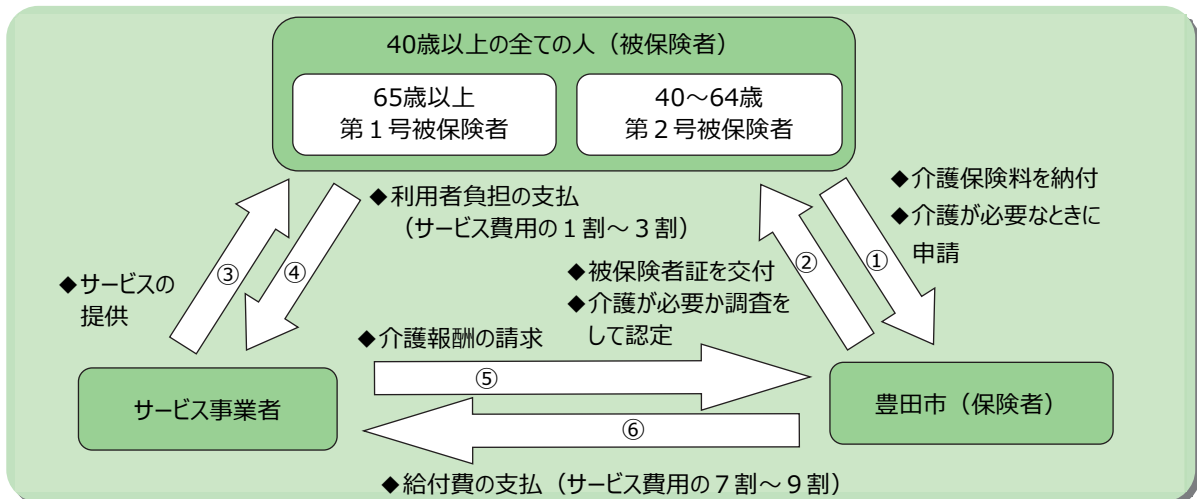 40歳以上の全ての人（被保険者）
65歳以上
第１号被保険者
40～64歳
第２号被保険者
◆介護保険料を納付
◆介護が必要なときに
申請
◆利用者負担の支払
（サービス費用の１割～３割）
①
②
③
④
◆被保険者証を交付
◆介護が必要か調査を
して認定
◆サービスの
提供
◆介護報酬の請求
⑤
サービス事業者
豊田市（保険者）
⑥
◆給付費の支払（サービス費用の７割～９割）